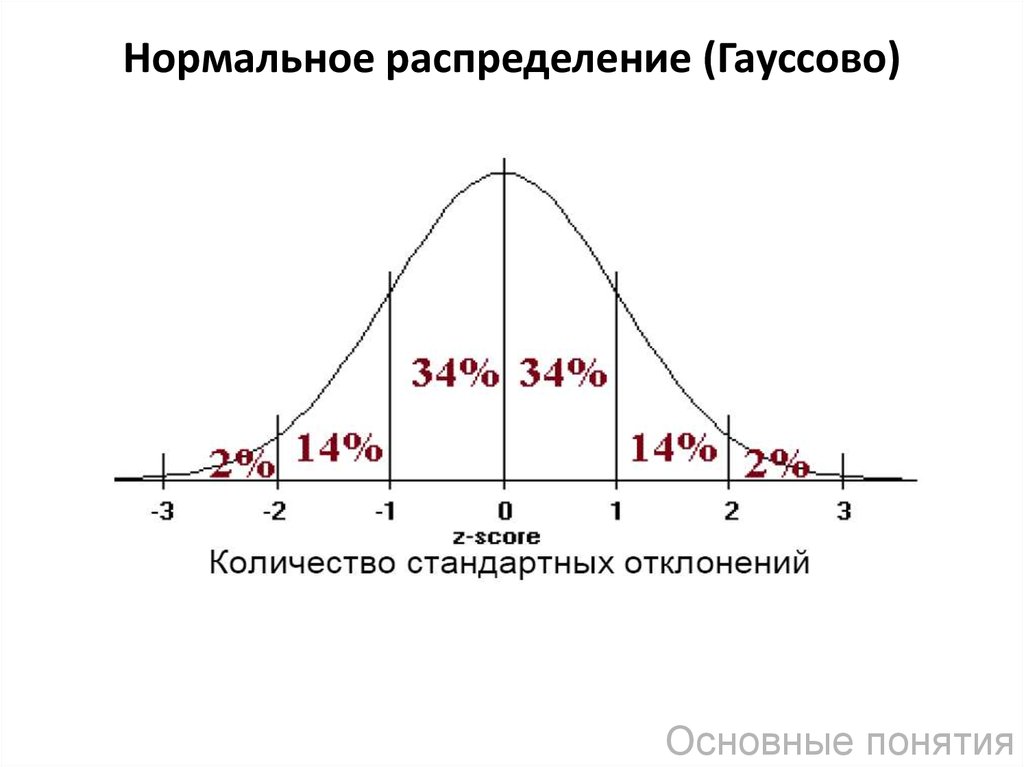 Нормальное распределение (Гауссово)
34% 34%
2% 14% 14% 2%
-3 -2 -1 0 1 2 3
z-score
Количество стандартных отклонений
Основные понятия